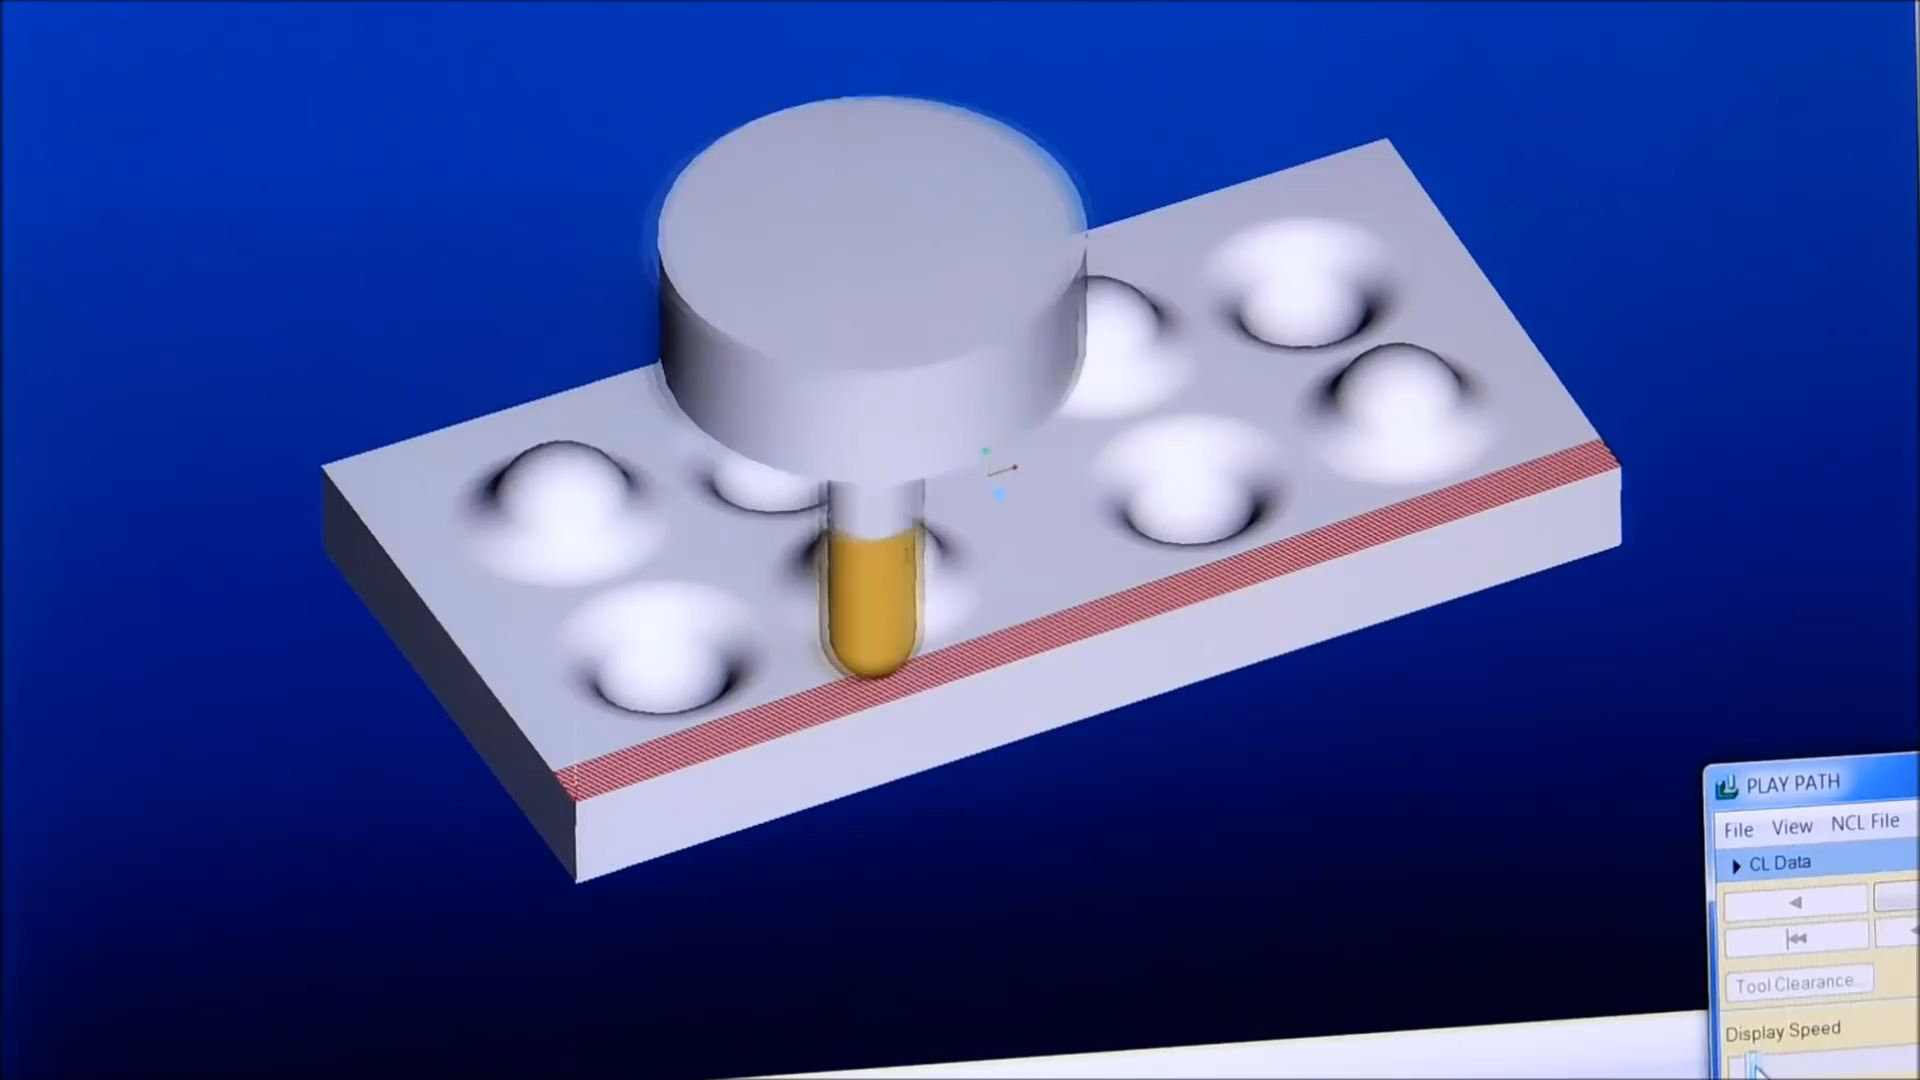 PLAY PATH
File View NCL File
CL Data
Tool Clearance...
Display Speed